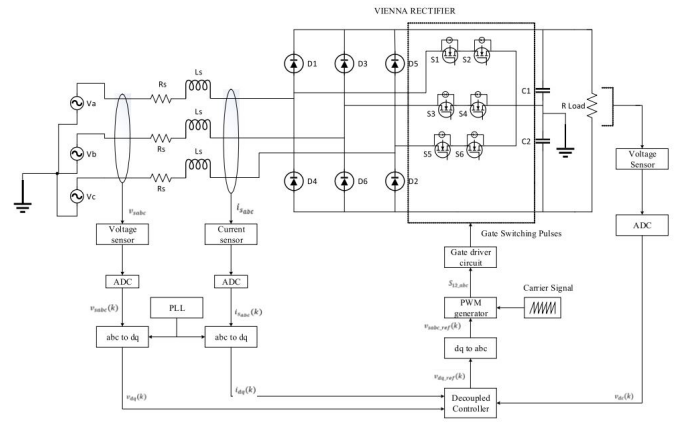 VIENNA RECTIFIER
D1
D3
D5
S1
S2
Ls
Rs
Va
C1
R Load
Ls
Rs
Vb
S3
S4
C2
Ls
Rs
Vc
S5
S6
D4
D6
D2
Voltage
Sensor
v_sabc
i_sabc
Voltage
sensor
Current
sensor
ADC
Gate Switching Pulses
Gate driver
circuit
ADC
ADC
S_12_abc
Carrier Signal
v_sabc(k)
PLL
i_sabc(k)
PWM
generator
v_sabc_ref(k)
abc to dq
abc to dq
dq to abc
v_dq_ref(k)
v_dq(k)
i_dq(k)
Decoupled
Controller
v_dc(k)